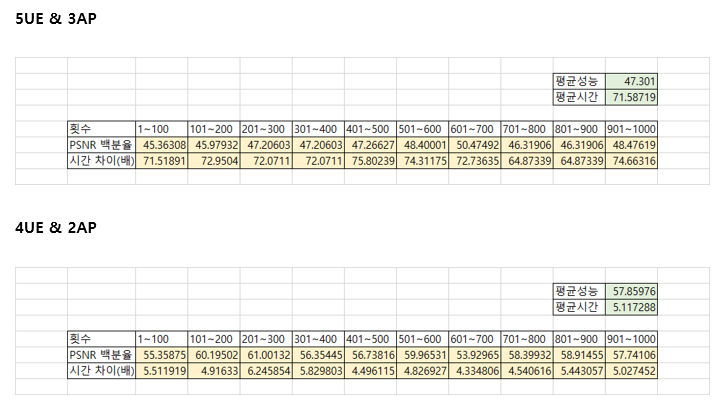 5UE & 3AP
평균성능 47.301
평균시간 71.58719
횟수 1~100 101~200 201~300 301~400 401~500 501~600 601~700 701~800 801~900 901~1000
PSNR 백분율 45.36308 45.97932 47.20603 47.20603 47.26627 48.40001 50.47492 46.31906 46.31906 48.47619
시간 차이(배) 71.51891 72.9504 72.0711 72.0711 75.80239 74.31175 72.73635 64.87339 64.87339 74.66316
4UE & 2AP
평균성능 57.85976
평균시간 5.117288
횟수 1~100 101~200 201~300 301~400 401~500 501~600 601~700 701~800 801~900 901~1000
PSNR 백분율 55.35875 60.19502 61.00132 56.35445 56.73816 59.96531 53.92965 58.39932 58.91455 57.74106
시간 차이(배) 5.511919 4.91633 6.245854 5.829803 4.496115 4.826927 4.334806 4.540616 5.443057 5.027452